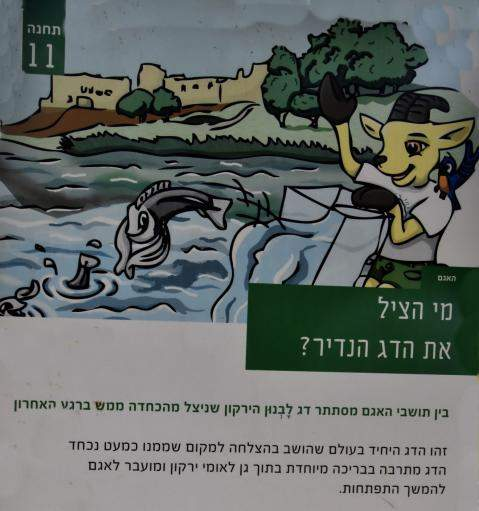 תחנה
11
האגם
מי הציל
את הדג הנדיר?
בין תושבי האגם מסתתר דג לָבְנוּן הירקון שניצל מהכחדה ממש ברגע האחרון
זהו הדג היחיד בעולם שהושב בהצלחה למקום שממנו כמעט נכחד
הדג מתרבה בבריכה מיוחדת בתוך גן לאומי ירקון ומועבר לאגם
להמשך התפתחות.